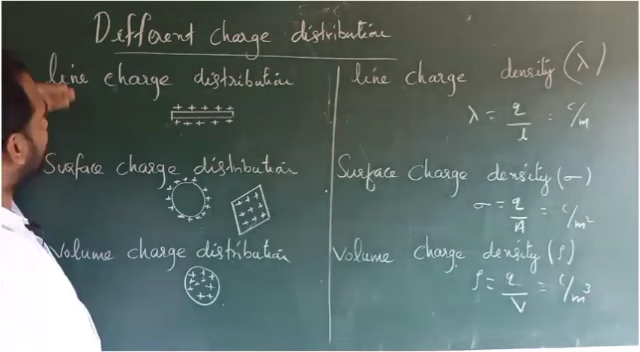 Different charge distribution
line charge distribution
+ + + + + +
+ + + + + +
Surface charge distribution
Volume charge distribution
line charge density (λ)
λ = q/l = C/m
Surface charge density (σ)
σ = q/A = C/m²
Volume charge density (ρ)
ρ = q/V = C/m³